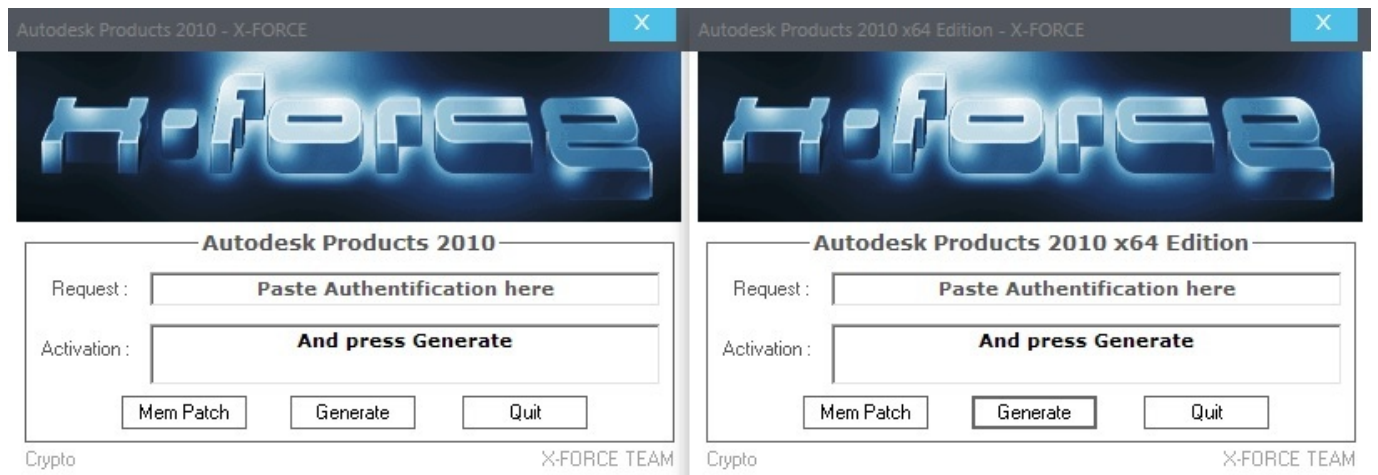 Autodesk Products 2010 - X-FORCE
X
x-force
Autodesk Products 2010
Request :
Paste Authentification here
Activation :
And press Generate
Mem Patch
Generate
Quit
Crypto
X-FORCE TEAM
Autodesk Products 2010 x64 Edition - X-FORCE
X
x-force
Autodesk Products 2010 x64 Edition
Request :
Paste Authentification here
Activation :
And press Generate
Mem Patch
Generate
Quit
Crypto
X-FORCE TEAM